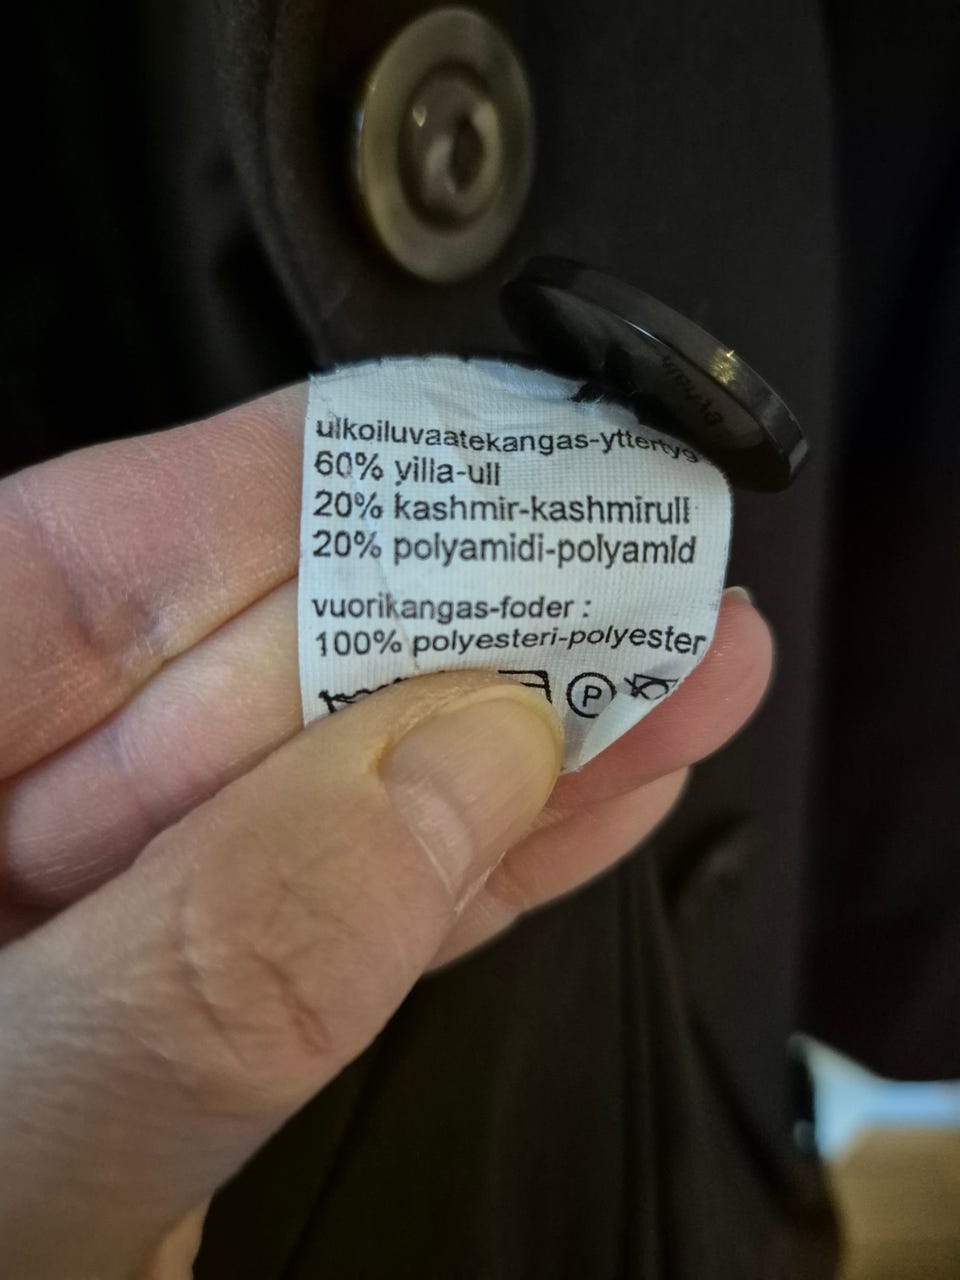 ulkoiluvaatekangas-yttertyg
60% villa-ull
20% kashmir-kashmirull
20% polyamidi-polyamid
vuorikangas-foder :
100% polyesteri-polyester
P